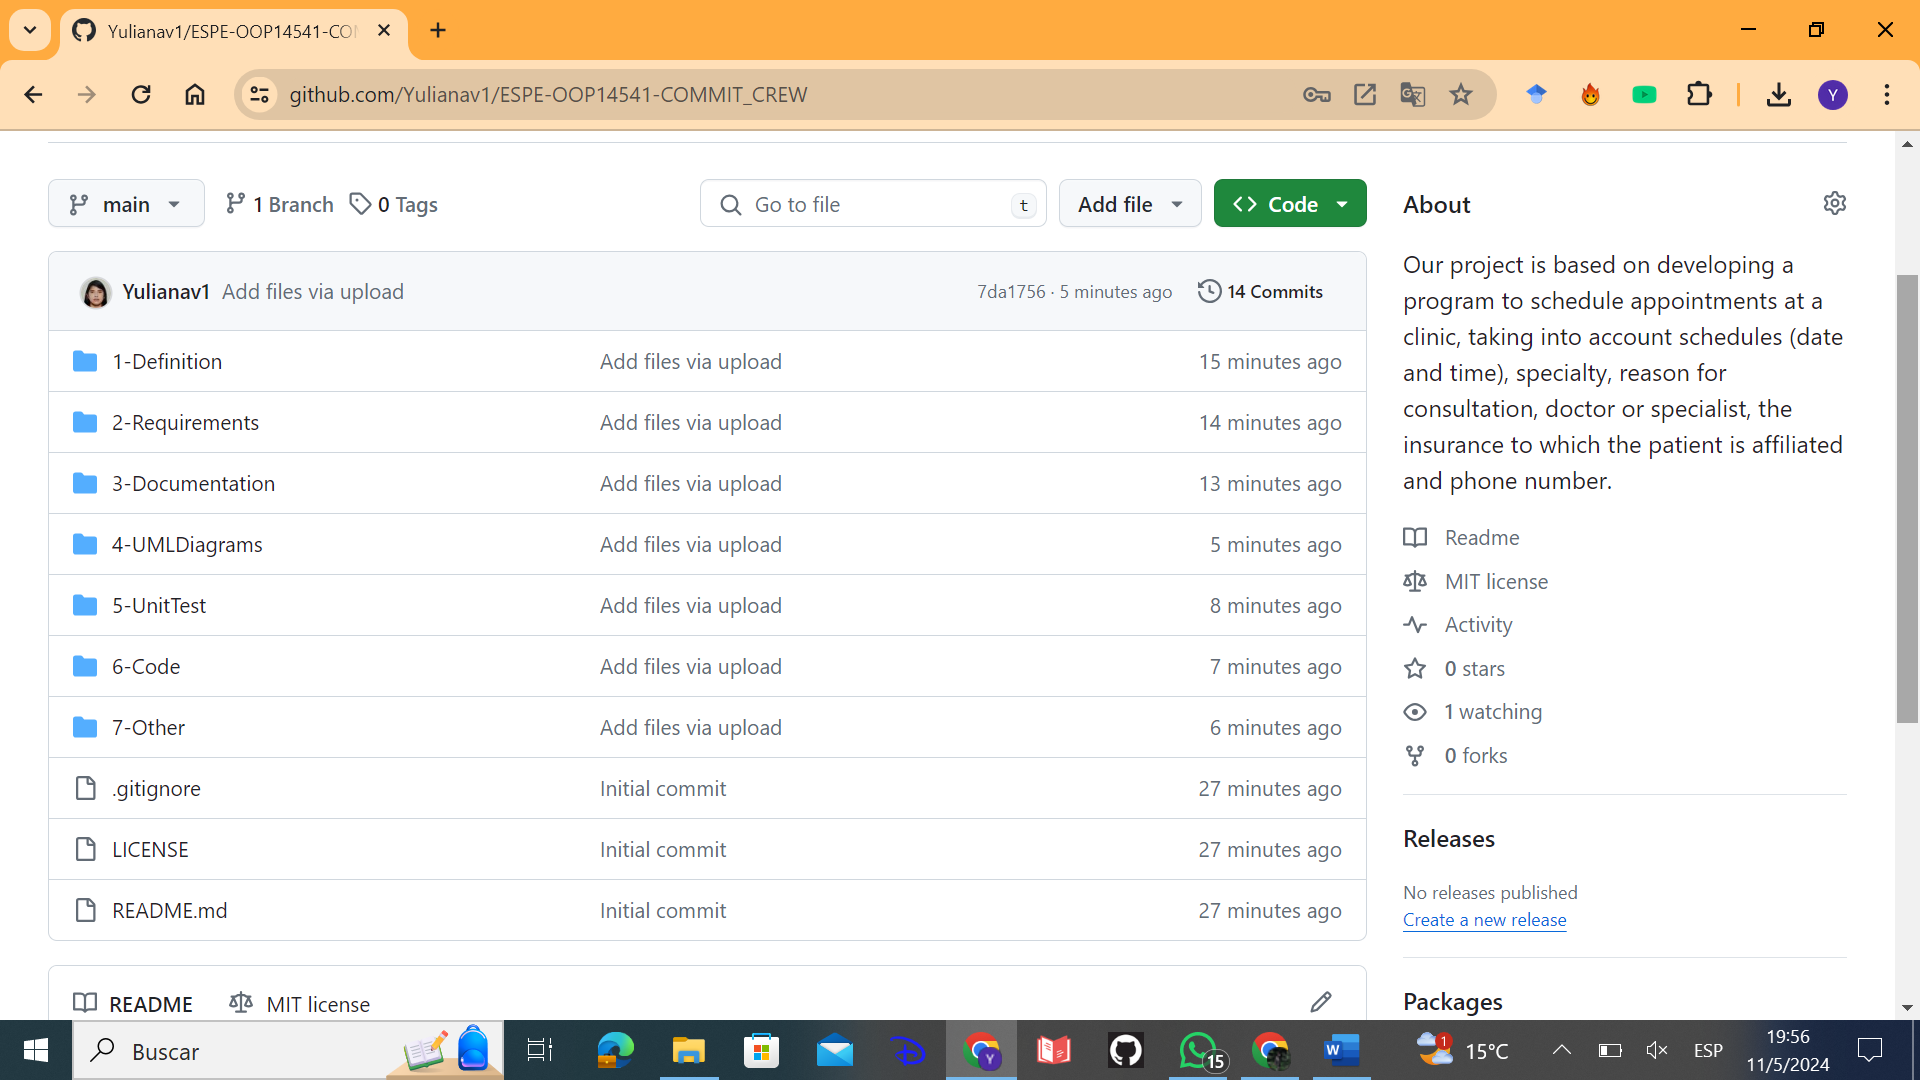 Yulianav1/ESPE-OOP14541-CO
github.com/Yulianav1/ESPE-OOP14541-COMMIT_CREW
Y
main
1 Branch
0 Tags
Go to file
t
Add file
Code
Yulianav1 Add files via upload
7da1756 · 5 minutes ago
14 Commits
1-Definition Add files via upload 15 minutes ago
2-Requirements Add files via upload 14 minutes ago
3-Documentation Add files via upload 13 minutes ago
4-UMLDiagrams Add files via upload 5 minutes ago
5-UnitTest Add files via upload 8 minutes ago
6-Code Add files via upload 7 minutes ago
7-Other Add files via upload 6 minutes ago
.gitignore Initial commit 27 minutes ago
LICENSE Initial commit 27 minutes ago
README.md Initial commit 27 minutes ago
README
MIT license
About
Our project is based on developing a
program to schedule appointments at a
clinic, taking into account schedules (date
and time), specialty, reason for
consultation, doctor or specialist, the
insurance to which the patient is affiliated
and phone number.
Readme
MIT license
Activity
0 stars
1 watching
0 forks
Releases
No releases published
Create a new release
Packages
Buscar
Y
15
W
1
15°C
ESP
19:56
11/5/2024